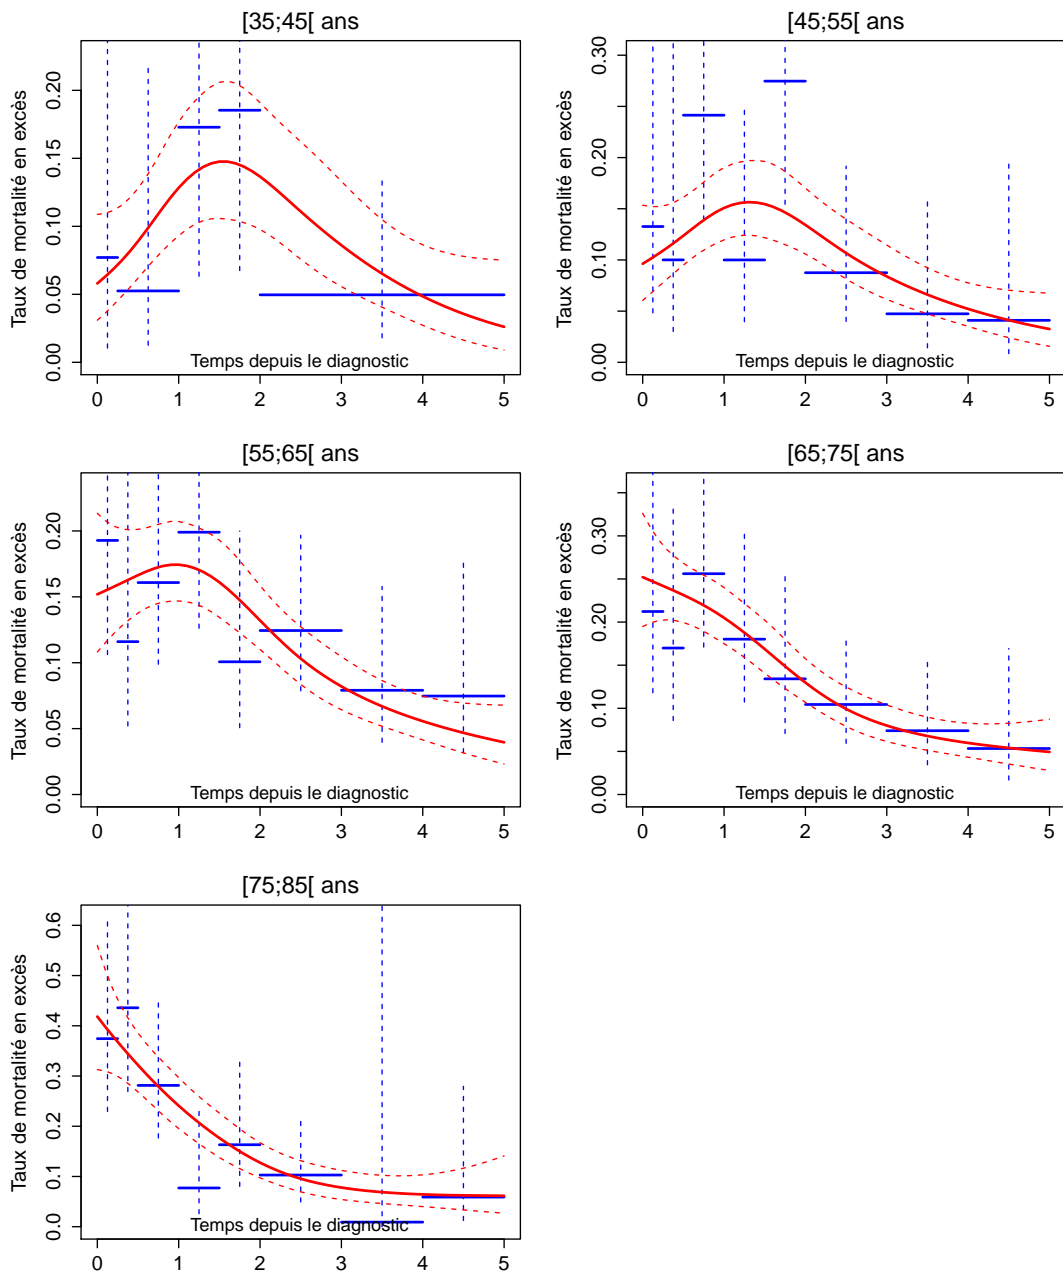 [35;45[ ans
Taux de mortalité en excès
0.00 0.05 0.10 0.15 0.20
Temps depuis le diagnostic
0 1 2 3 4 5
[45;55[ ans
Taux de mortalité en excès
0.00 0.10 0.20 0.30
Temps depuis le diagnostic
0 1 2 3 4 5
[55;65[ ans
Taux de mortalité en excès
0.00 0.05 0.10 0.15 0.20
Temps depuis le diagnostic
0 1 2 3 4 5
[65;75[ ans
Taux de mortalité en excès
0.00 0.10 0.20 0.30
Temps depuis le diagnostic
0 1 2 3 4 5
[75;85[ ans
Taux de mortalité en excès
0.0 0.1 0.2 0.3 0.4 0.5 0.6
Temps depuis le diagnostic
0 1 2 3 4 5